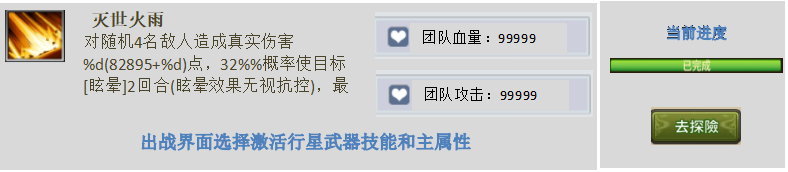 灭世火雨
对随机4名敌人造成真实伤害
%d(82895+%d)点，32%%概率使目标
[眩晕]2回合(眩晕效果无视抗控)，最
团队血量：99999
团队攻击：99999
出战界面选择激活行星武器技能和主属性
当前进度
已完成
去探險